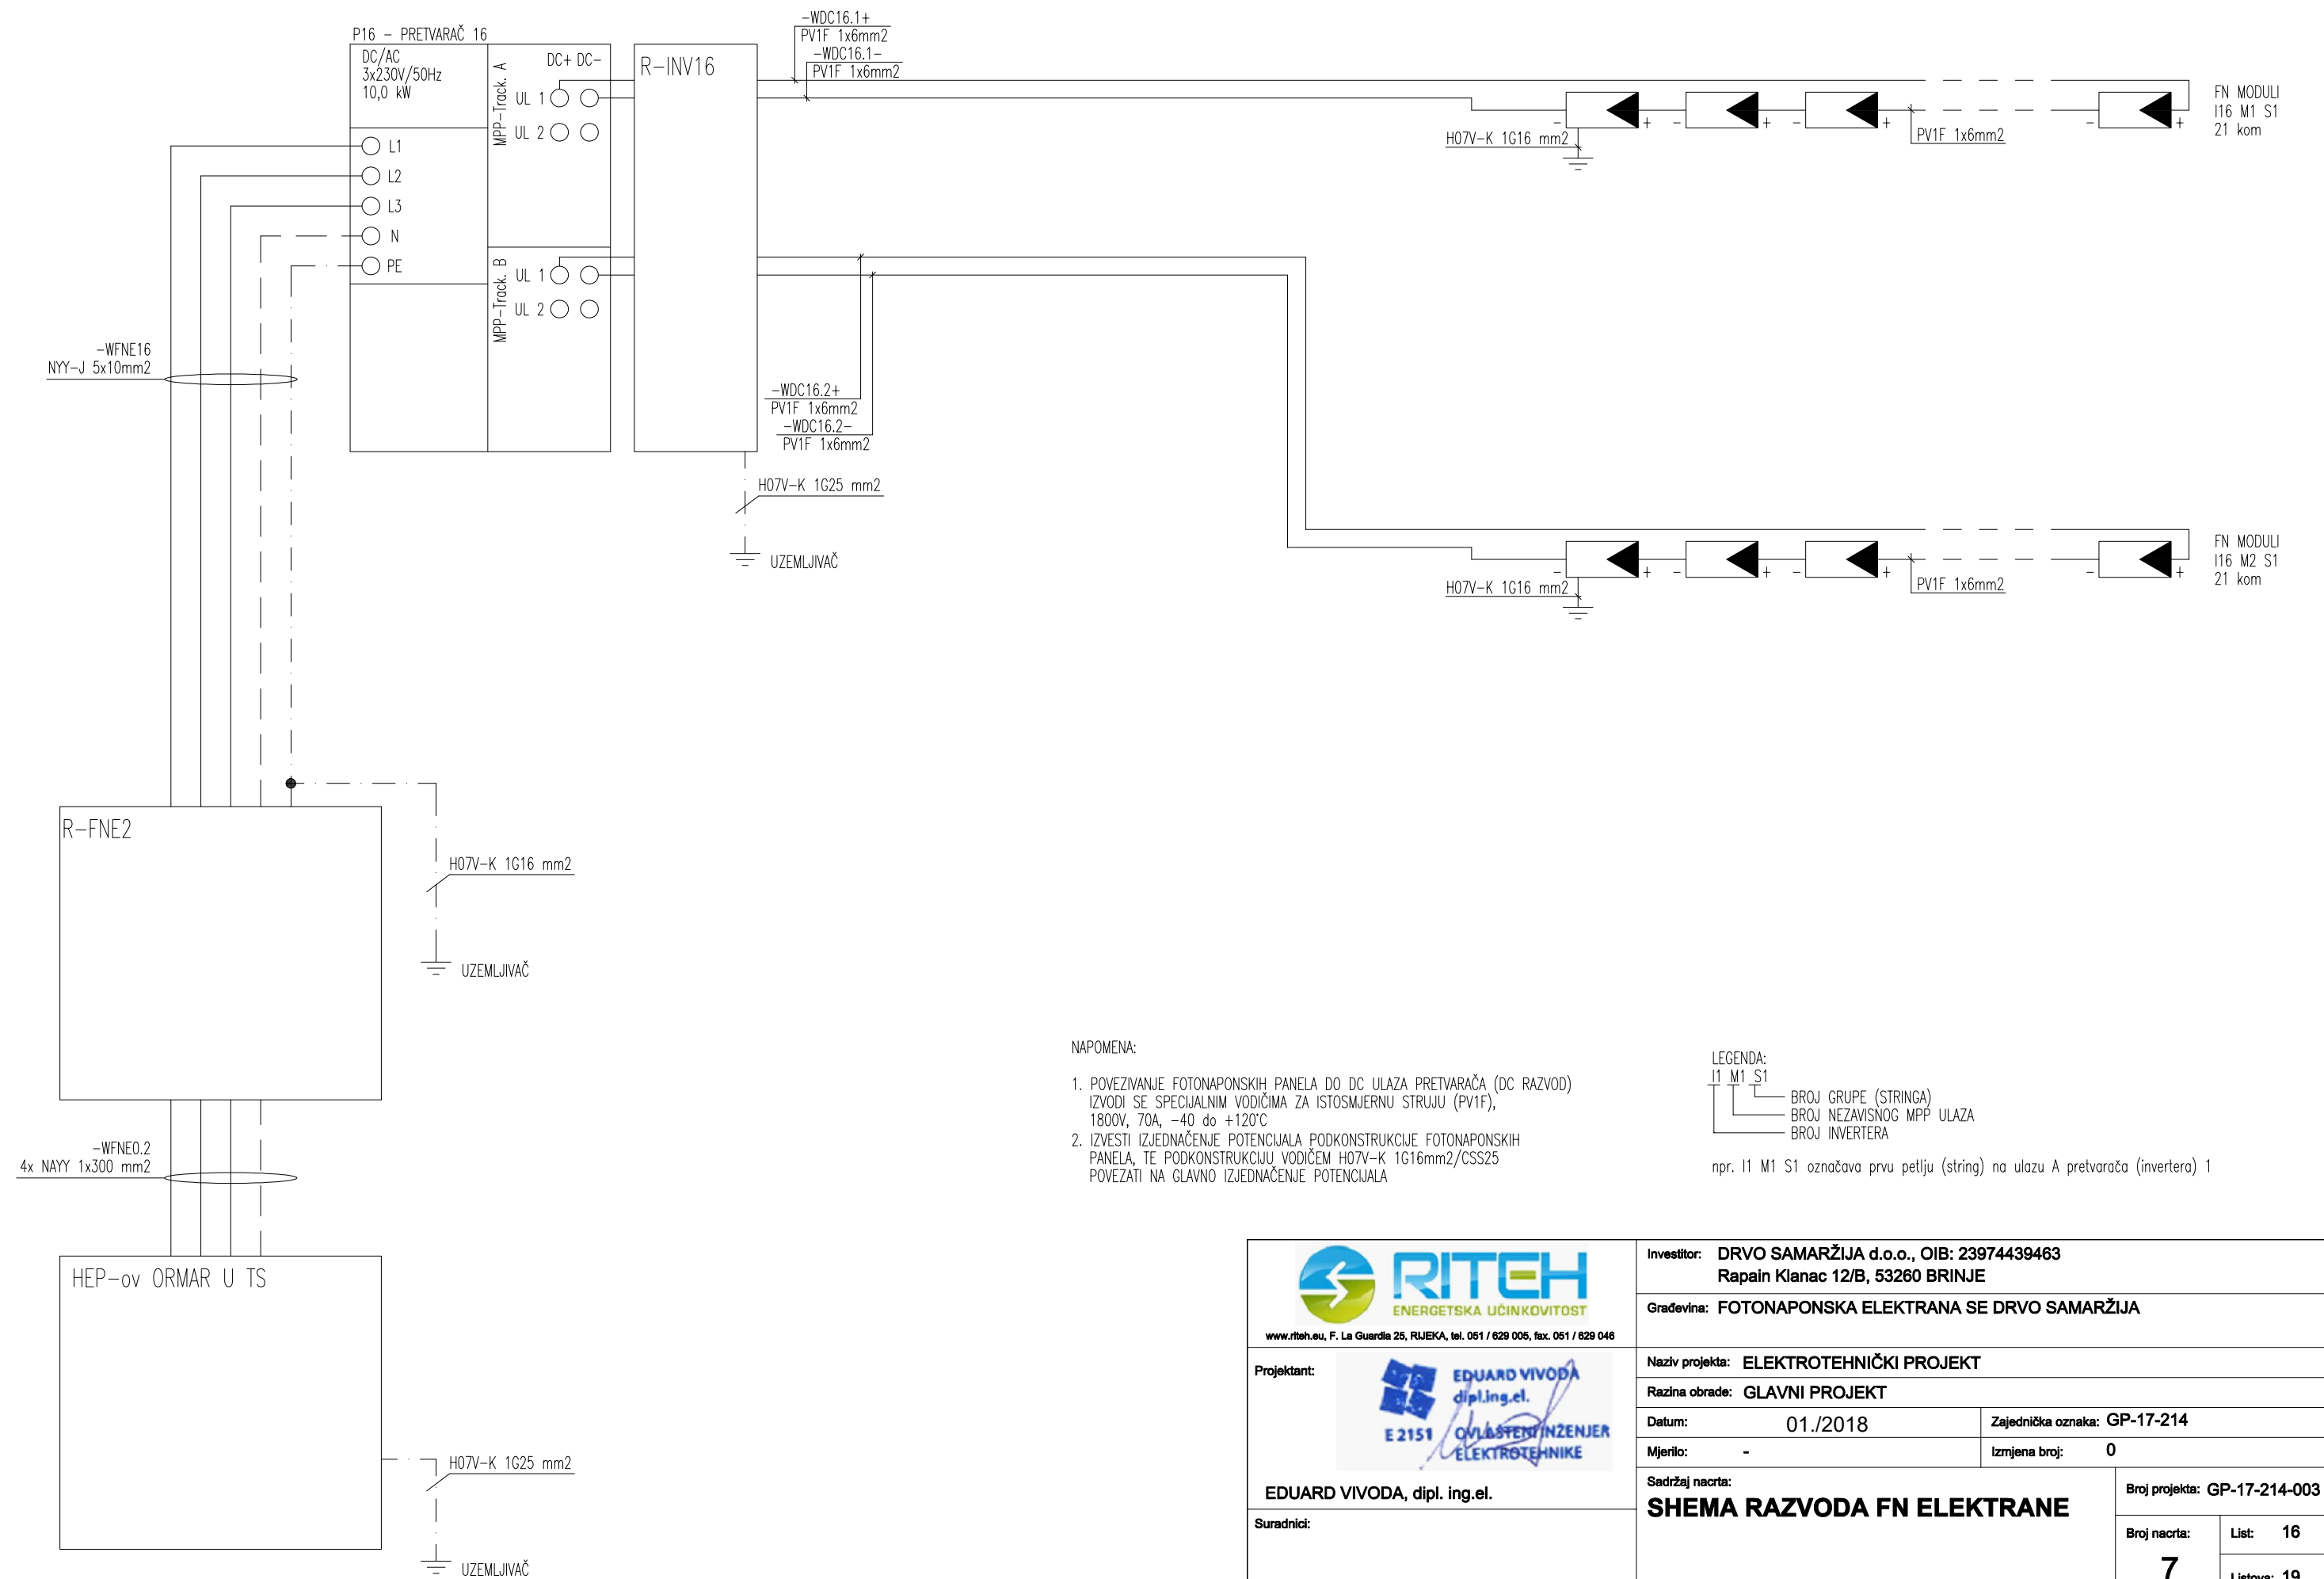 P16 – PRETVARAČ 16
DC/AC
3x230V/50Hz
10,0 kW
MPP-Track. A
DC+ DC–
UL 1
UL 2
L1
L2
L3
N
PE
MPP-Track. B
UL 1
UL 2
R-INV16
-WDC16.1+
PV1F 1x6mm2
-WDC16.1-
PV1F 1x6mm2
H07V-K 1G16 mm2
- + - + - + - +
PV1F 1x6mm2
FN MODULI
I16 M1 S1
21 kom
-WFNE16
NYY-J 5x10mm2
-WDC16.2+
PV1F 1x6mm2
-WDC16.2-
PV1F 1x6mm2
H07V-K 1G25 mm2
UZEMLJIVAČ
H07V-K 1G16 mm2
- + - + - + - +
PV1F 1x6mm2
FN MODULI
I16 M2 S1
21 kom
R-FNE2
H07V-K 1G16 mm2
UZEMLJIVAČ
-WFNE0.2
4x NAYY 1x300 mm2
HEP-ov ORMAR U TS
H07V-K 1G25 mm2
UZEMLJIVAČ
NAPOMENA:
1. POVEZIVANJE FOTONAPONSKIH PANELA DO DC ULAZA PRETVARAČA (DC RAZVOD)
IZVODI SE SPECIJALNIM VODIČIMA ZA ISTOSMJERNU STRUJU (PV1F),
1800V, 70A, -40 do +120°C
2. IZVESTI IZJEDNAČENJE POTENCIJALA PODKONSTRUKCIJE FOTONAPONSKIH
PANELA, TE PODKONSTRUKCIJU VODIČEM H07V-K 1G16mm2/CSS25
POVEZATI NA GLAVNO IZJEDNAČENJE POTENCIJALA
LEGENDA:
I1 M1 S1
BROJ GRUPE (STRINGA)
BROJ NEZAVISNOG MPP ULAZA
BROJ INVERTERA
npr. I1 M1 S1 označava prvu petlju (string) na ulazu A pretvarača (invertera) 1
RITEH
ENERGETSKA UČINKOVITOST
www.riteh.eu, F. La Guardia 25, RIJEKA, tel. 051 / 629 005, fax. 051 / 629 046
Projektant:
EDUARD VIVODA
dipl.ing.el.
E 2151 OVLAŠTENI INŽENJER
ELEKTROTEHNIKE
EDUARD VIVODA, dipl. ing.el.
Suradnici:
Investitor: DRVO SAMARŽIJA d.o.o., OIB: 23974439463
Rapain Klanac 12/B, 53260 BRINJE
Građevina: FOTONAPONSKA ELEKTRANA SE DRVO SAMARŽIJA
Naziv projekta: ELEKTROTEHNIČKI PROJEKT
Razina obrade: GLAVNI PROJEKT
Datum: 01./2018
Zajednička oznaka: GP-17-214
Mjerilo: -
Izmjena broj: 0
Sadržaj nacrta:
SHEMA RAZVODA FN ELEKTRANE
Broj projekta: GP-17-214-003
Broj nacrta:
7
List: 16
Listova: 19